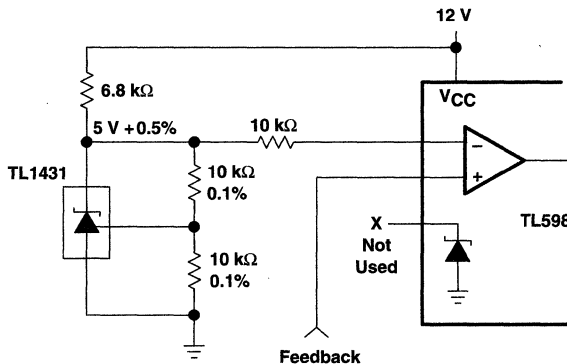 12 V
6.8 kΩ
VCC
5 V +0.5%
10 kΩ
TL1431
10 kΩ
0.1%
−
+
TL598
X
Not
Used
10 kΩ
0.1%
Feedback